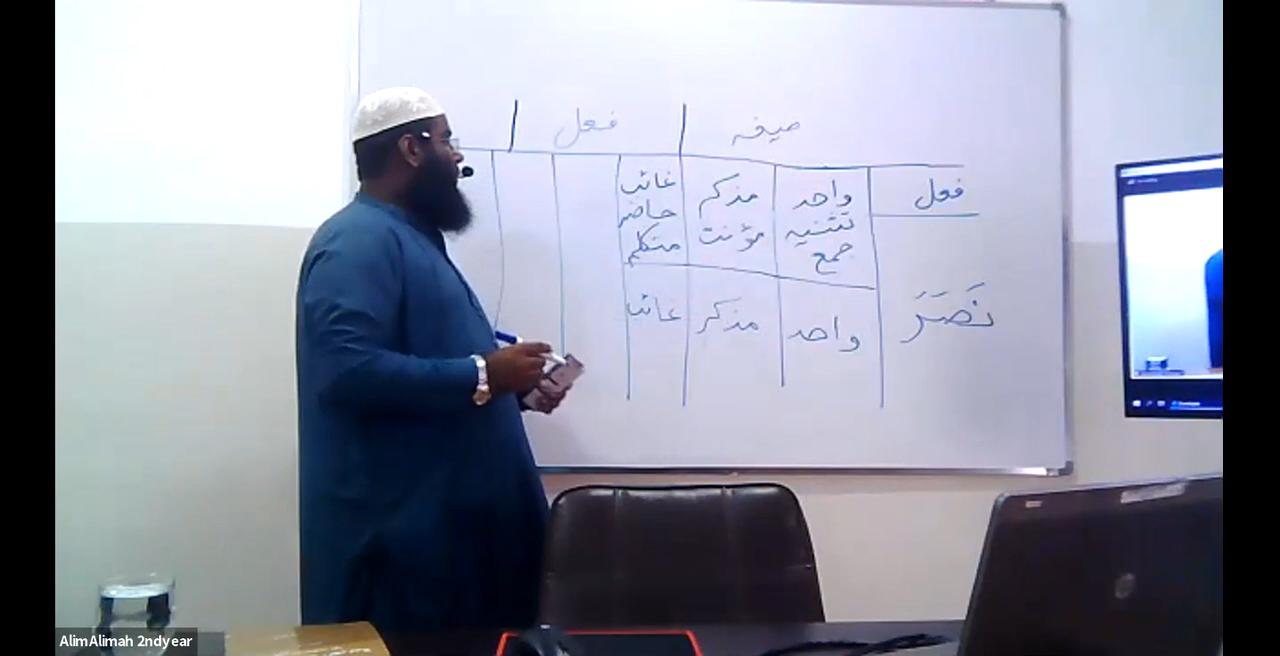 صیغہ فعل
فعل واحد مذکر غائب
تثنیہ مؤنث حاضر
جمع متکلم
نَصَرَ واحد مذکر غائب
AlimAlimah 2ndyear